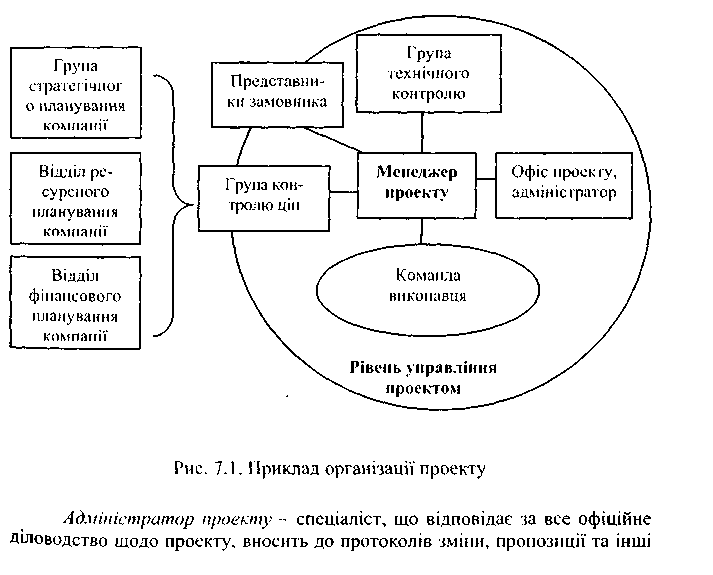 Група
стратегічног
о планування
компанії
Відділ ре-
сурсного
планування
компанії
Відділ
фінансового
планування
компанії
Представни-
ки замовника
Група
технічного
контролю
Група кон-
тролю цін
Менеджер
проекту
Офіс проекту,
адміністратор
Команда
виконавця
Рівень управління
проектом
Рис. 7.1. Приклад організації проекту
Адміністратор проекту – спеціаліст, що відповідає за все офіційне
діловодство щодо проекту, вносить до протоколів зміни, пропозиції та інші